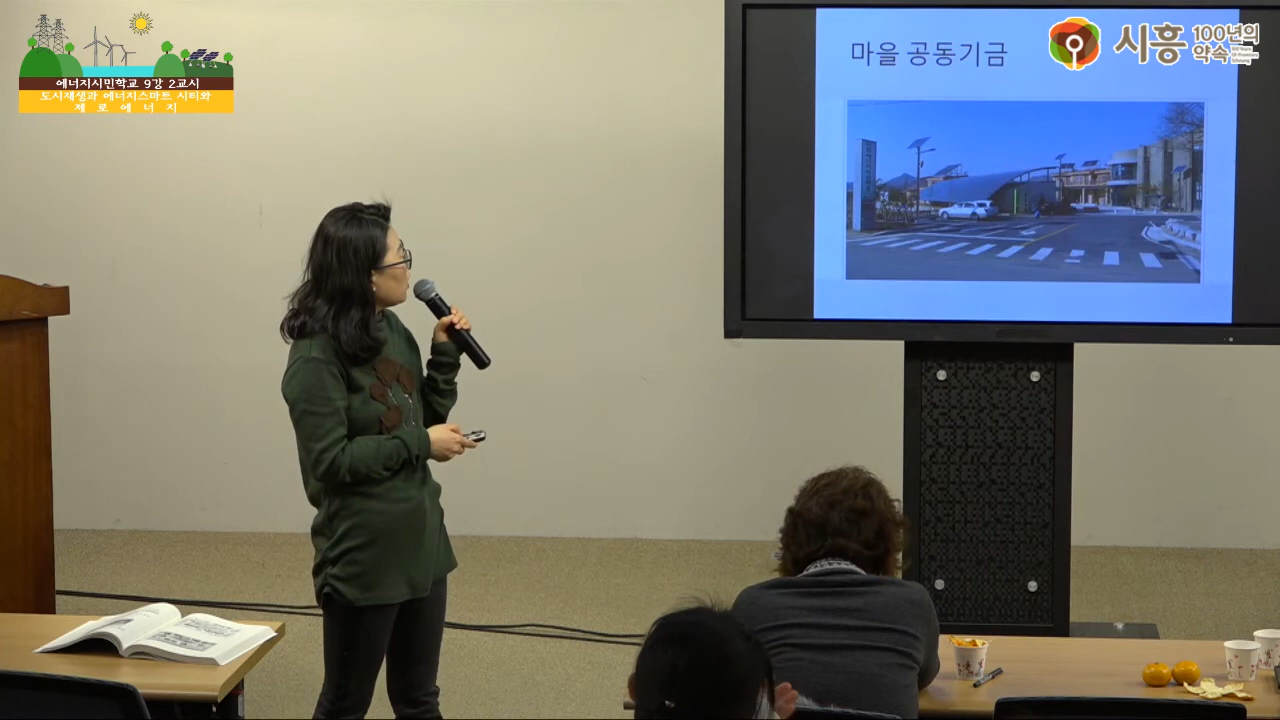 에너지시민학교 9강 2교시
도시재생과 에너지스마트 시티와
제 로 에 너 지
마을 공동기금
시흥 100년의
약속